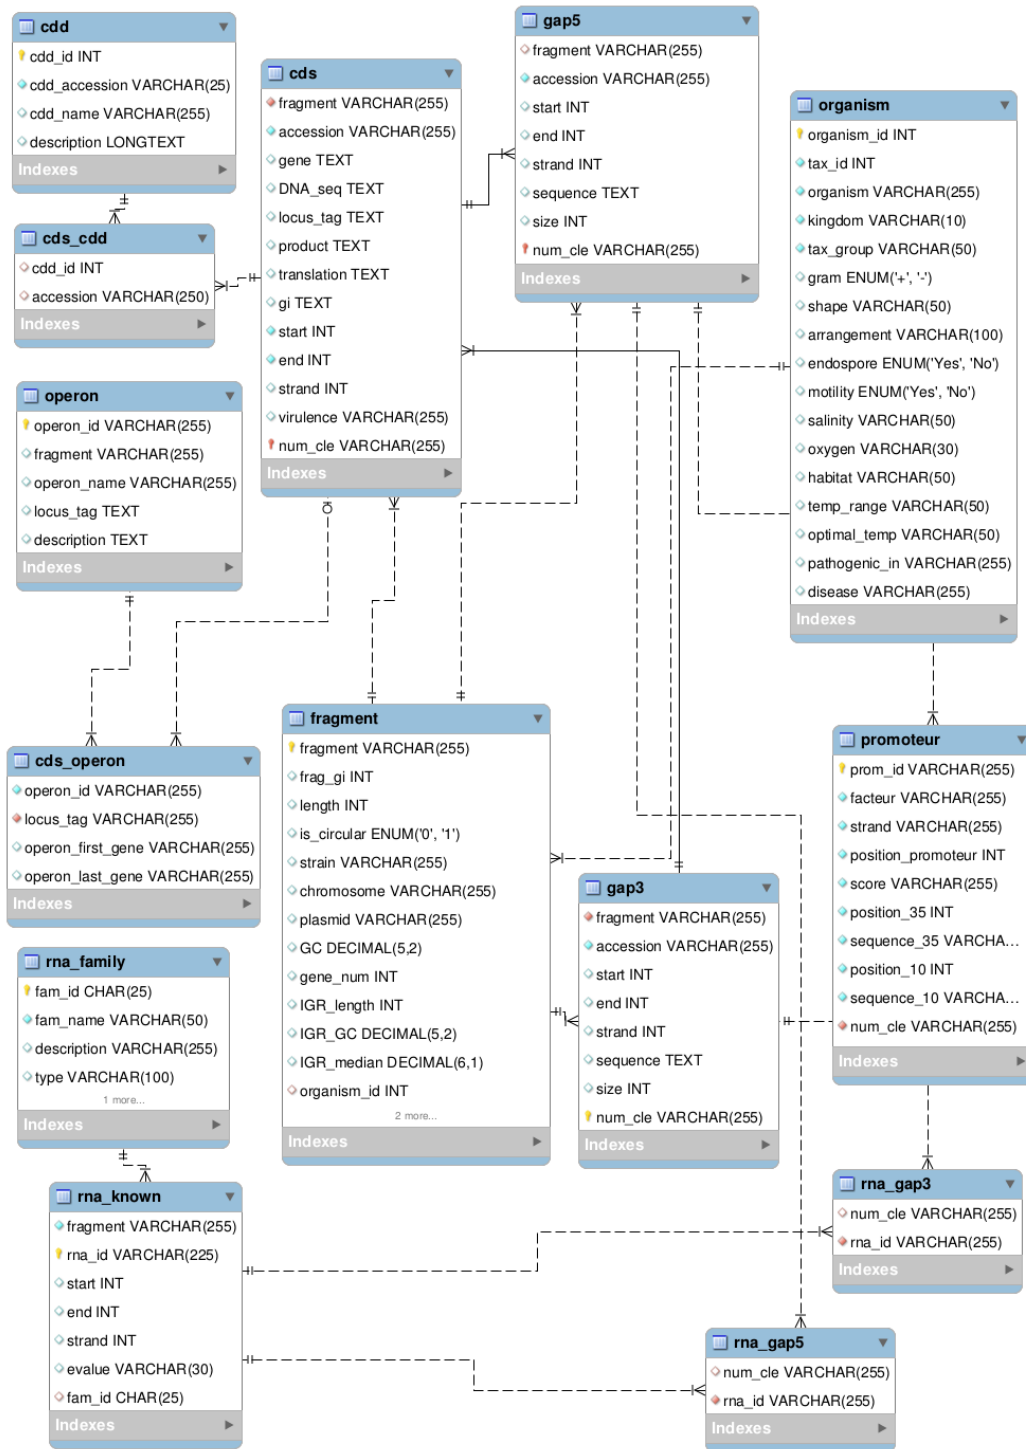 cdd
cdd_id INT
cdd_accession VARCHAR(25)
cdd_name VARCHAR(255)
description LONGTEXT
Indexes
cds_cdd
cdd_id INT
accession VARCHAR(250)
Indexes
operon
operon_id VARCHAR(255)
fragment VARCHAR(255)
operon_name VARCHAR(255)
locus_tag TEXT
description TEXT
Indexes
cds
fragment VARCHAR(255)
accession VARCHAR(255)
gene TEXT
DNA_seq TEXT
locus_tag TEXT
product TEXT
translation TEXT
gi TEXT
start INT
end INT
strand INT
virulence VARCHAR(255)
num_cle VARCHAR(255)
Indexes
gap5
fragment VARCHAR(255)
accession VARCHAR(255)
start INT
end INT
strand INT
sequence TEXT
size INT
num_cle VARCHAR(255)
Indexes
organism
organism_id INT
tax_id INT
organism VARCHAR(255)
kingdom VARCHAR(10)
tax_group VARCHAR(50)
gram ENUM('+', '-')
shape VARCHAR(50)
arrangement VARCHAR(100)
endospore ENUM('Yes', 'No')
motility ENUM('Yes', 'No')
salinity VARCHAR(50)
oxygen VARCHAR(30)
habitat VARCHAR(50)
temp_range VARCHAR(50)
optimal_temp VARCHAR(50)
pathogenic_in VARCHAR(255)
disease VARCHAR(255)
Indexes
cds_operon
operon_id VARCHAR(255)
locus_tag VARCHAR(255)
operon_first_gene VARCHAR(255)
operon_last_gene VARCHAR(255)
Indexes
fragment
fragment VARCHAR(255)
frag_gi INT
length INT
is_circular ENUM('0', '1')
strain VARCHAR(255)
chromosome VARCHAR(255)
plasmid VARCHAR(255)
GC DECIMAL(5,2)
gene_num INT
IGR_length INT
IGR_GC DECIMAL(5,2)
IGR_median DECIMAL(6,1)
organism_id INT
2 more...
Indexes
gap3
fragment VARCHAR(255)
accession VARCHAR(255)
start INT
end INT
strand INT
sequence TEXT
size INT
num_cle VARCHAR(255)
Indexes
promoteur
prom_id VARCHAR(255)
facteur VARCHAR(255)
strand VARCHAR(255)
position_promoteur INT
score VARCHAR(255)
position_35 INT
sequence_35 VARCHA...
position_10 INT
sequence_10 VARCHA...
num_cle VARCHAR(255)
Indexes
rna_family
fam_id CHAR(25)
fam_name VARCHAR(50)
description VARCHAR(255)
type VARCHAR(100)
1 more...
Indexes
rna_known
fragment VARCHAR(255)
rna_id VARCHAR(225)
start INT
end INT
strand INT
evalue VARCHAR(30)
fam_id CHAR(25)
Indexes
rna_gap3
num_cle VARCHAR(255)
rna_id VARCHAR(255)
Indexes
rna_gap5
num_cle VARCHAR(255)
rna_id VARCHAR(255)
Indexes